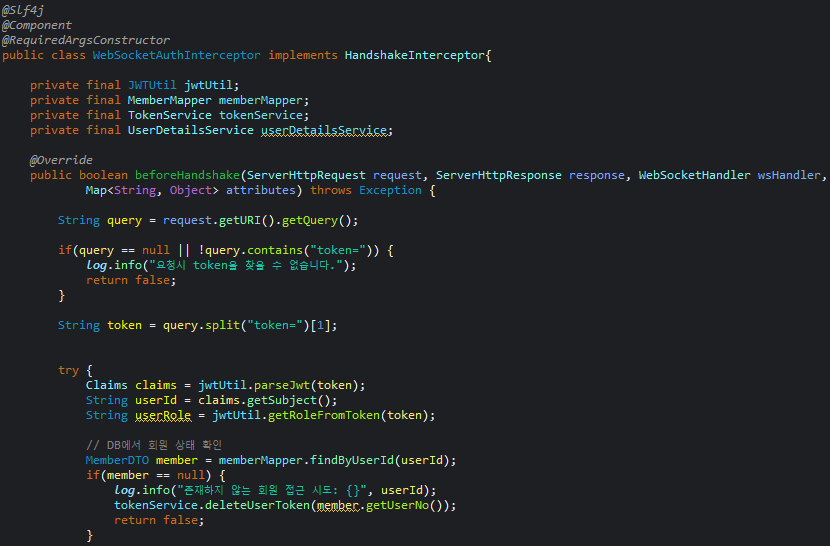 @Slf4j
@Component
@RequiredArgsConstructor
public class WebSocketAuthInterceptor implements HandshakeInterceptor{
private final JWTUtil jwtUtil;
private final MemberMapper memberMapper;
private final TokenService tokenService;
private final UserDetailsService userDetailsService;
@Override
public boolean beforeHandshake(ServerHttpRequest request, ServerHttpResponse response, WebSocketHandler wsHandler,
Map<String, Object> attributes) throws Exception {
String query = request.getURI().getQuery();
if(query == null || !query.contains("token=")) {
log.info("요청시 token을 찾을 수 없습니다.");
return false;
}
String token = query.split("token=")[1];
try {
Claims claims = jwtUtil.parseJwt(token);
String userId = claims.getSubject();
String userRole = jwtUtil.getRoleFromToken(token);
// DB에서 회원 상태 확인
MemberDTO member = memberMapper.findByUserId(userId);
if(member == null) {
log.info("존재하지 않는 회원 접근 시도: {}", userId);
tokenService.deleteUserToken(member.getUserNo());
return false;
}